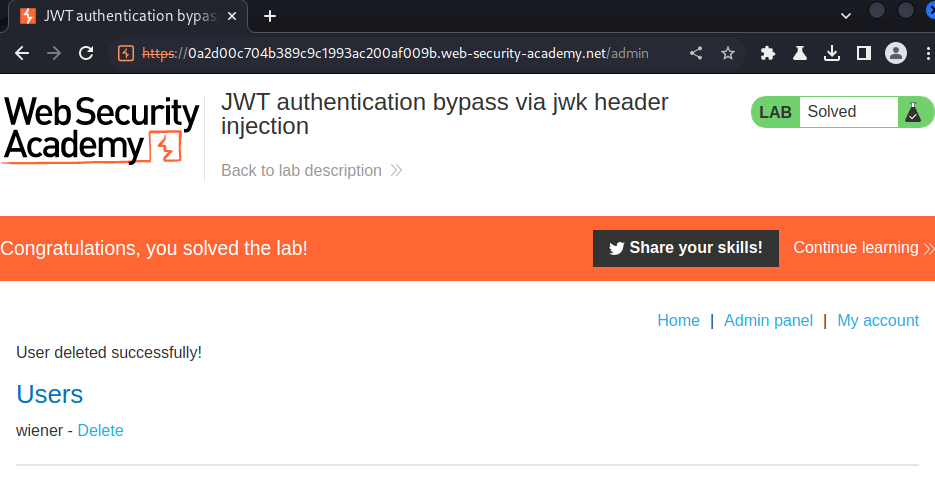 JWT authentication bypas
https://0a2d00c704b389c9c1993ac200af009b.web-security-academy.net/admin
Web Security
Academy
JWT authentication bypass via jwk header
injection
Back to lab description
LAB Solved
Congratulations, you solved the lab!
Share your skills!
Continue learning
Home | Admin panel | My account
User deleted successfully!
Users
wiener - Delete